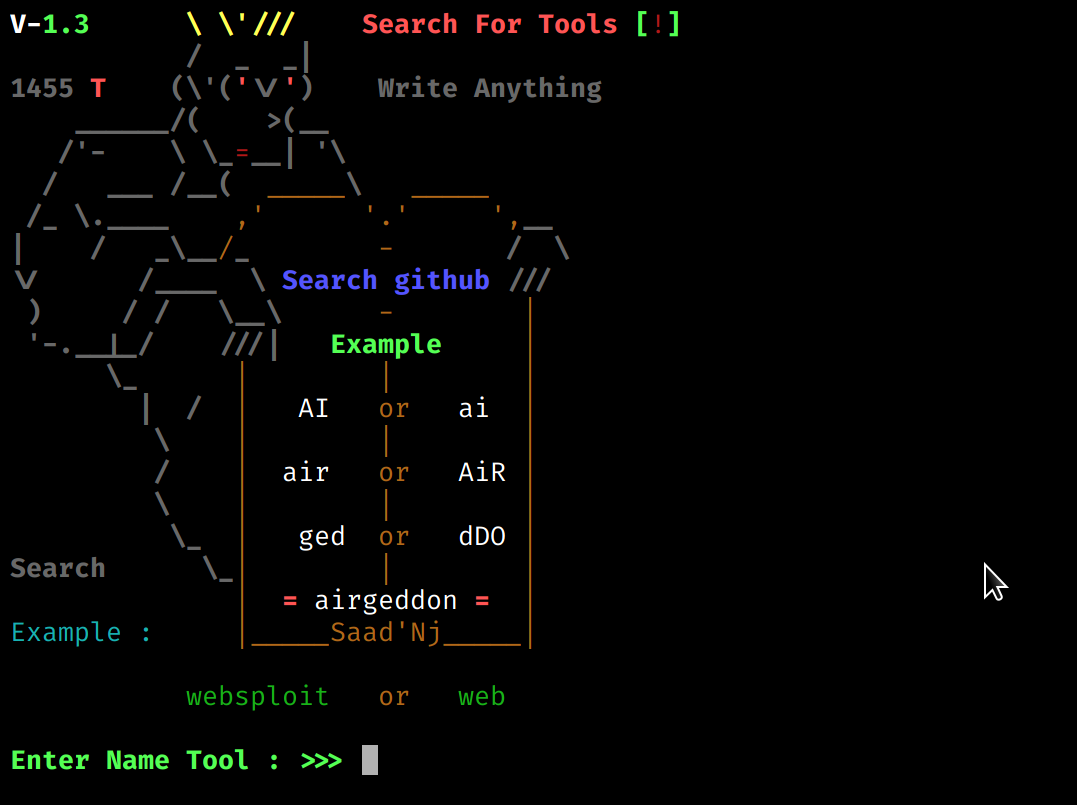 V-1.3 Search For Tools [!]
1455 T Write Anything
Search github
Example
AI or ai
air or AiR
ged or dDO
Search
= airgeddon =
Example : Saad'Nj
websploit or web
Enter Name Tool : >>>